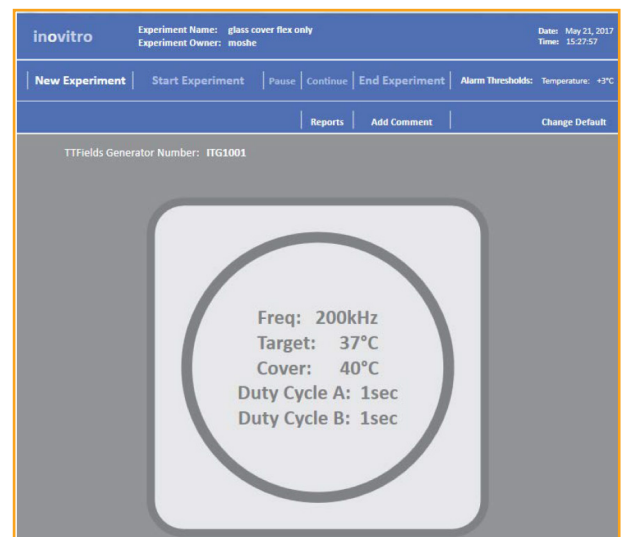 inovitro
Experiment Name: glass cover flex only
Experiment Owner: moshe
Date: May 21, 2017
Time: 15:27:57
New Experiment Start Experiment Pause Continue End Experiment Alarm Thresholds: Temperature: +3°C
Reports Add Comment Change Default
TTFields Generator Number: ITG1001
Freq: 200kHz
Target: 37°C
Cover: 40°C
Duty Cycle A: 1sec
Duty Cycle B: 1sec